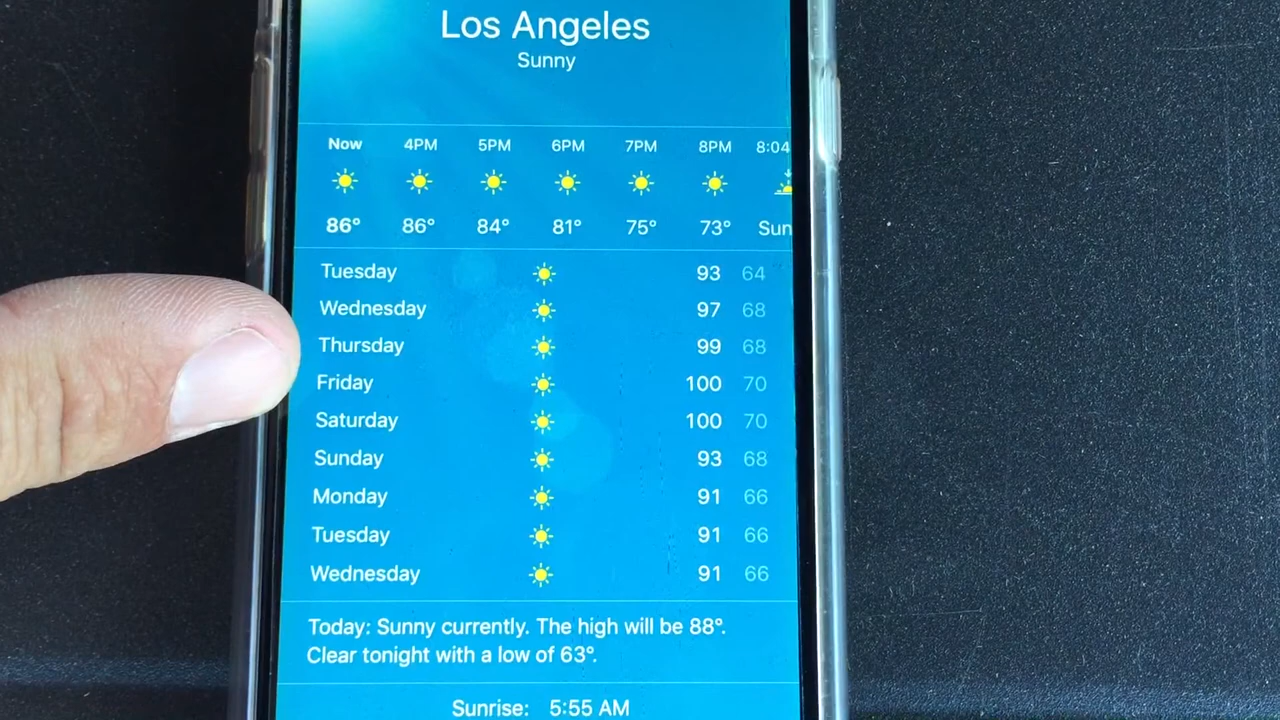 Los Angeles
Sunny
Now 4PM 5PM 6PM 7PM 8PM 8:04
86° 86° 84° 81° 75° 73° Sun
Tuesday 93 64
Wednesday 97 68
Thursday 99 68
Friday 100 70
Saturday 100 70
Sunday 93 68
Monday 91 66
Tuesday 91 66
Wednesday 91 66
Today: Sunny currently. The high will be 88°.
Clear tonight with a low of 63°.
Sunrise: 5:55 AM